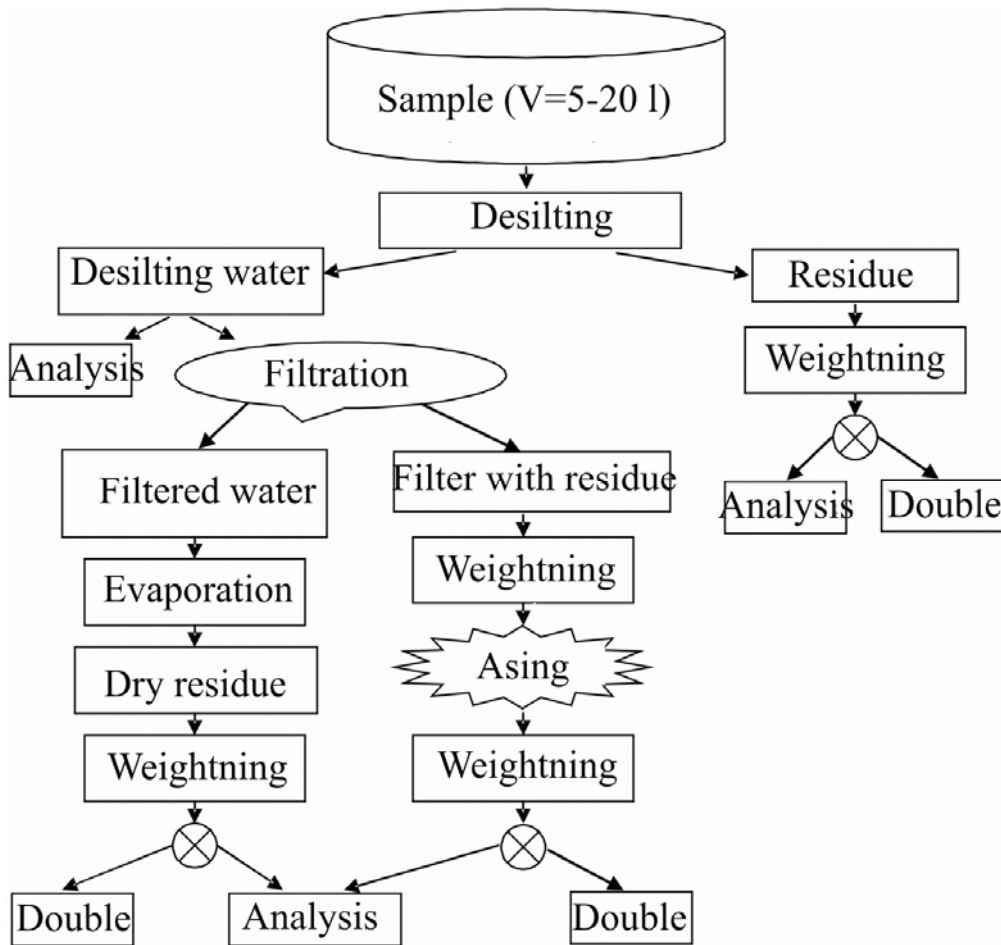 Sample (V=5-20 l)
Desilting
Desilting water
Residue
Analysis
Filtration
Weightning
Filtered water
Filter with residue
Analysis
Double
Evaporation
Weightning
Dry residue
Asing
Weightning
Weightning
Double
Analysis
Double